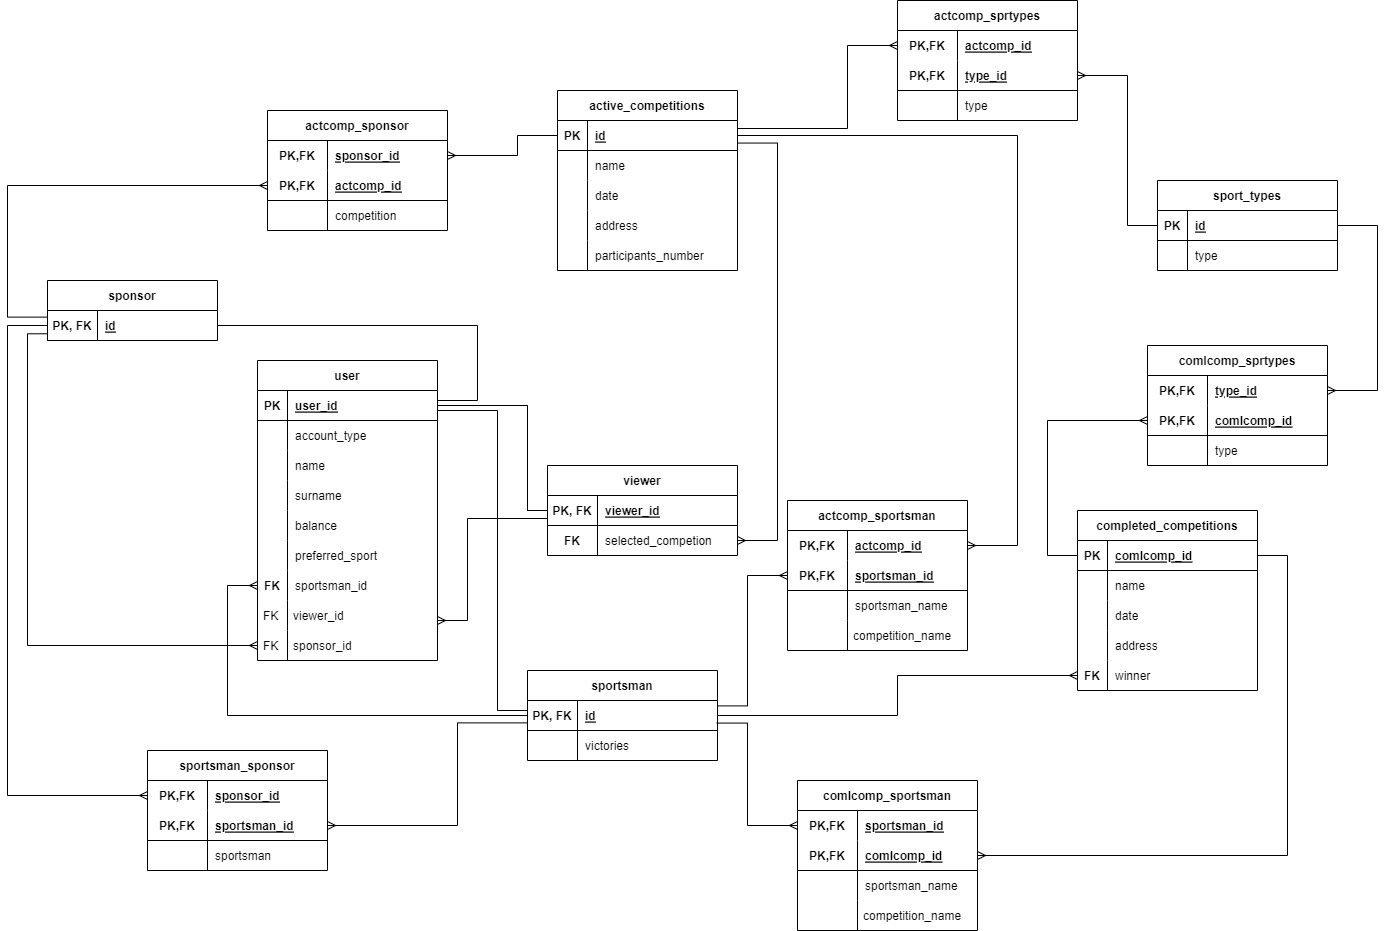 actcomp_sprtypes
PK,FK actcomp_id
PK,FK type_id
type
active_competitions
PK id
name
date
address
participants_number
actcomp_sponsor
PK,FK sponsor_id
PK,FK actcomp_id
competition
sport_types
PK id
type
sponsor
PK, FK id
comlcomp_sprtypes
PK,FK type_id
PK,FK comlcomp_id
type
user
PK user_id
account_type
name
surname
balance
preferred_sport
FK sportsman_id
FK viewer_id
FK sponsor_id
viewer
PK, FK viewer_id
FK selected_competion
actcomp_sportsman
PK,FK actcomp_id
PK,FK sportsman_id
sportsman_name
competition_name
completed_competitions
PK comlcomp_id
name
date
address
FK winner
sportsman
PK, FK id
victories
sportsman_sponsor
PK,FK sponsor_id
PK,FK sportsman_id
sportsman
comlcomp_sportsman
PK,FK sportsman_id
PK,FK comlcomp_id
sportsman_name
competition_name